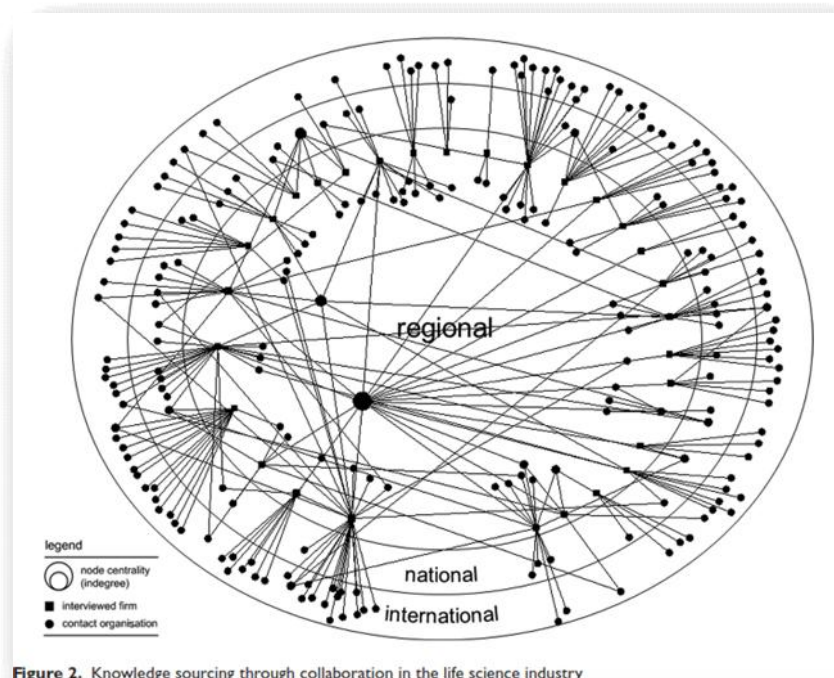 regional
national
international
legend
node centrality
(indegree)
interviewed firm
contact organisation
Figure 2. Knowledge sourcing through collaboration in the life science industry